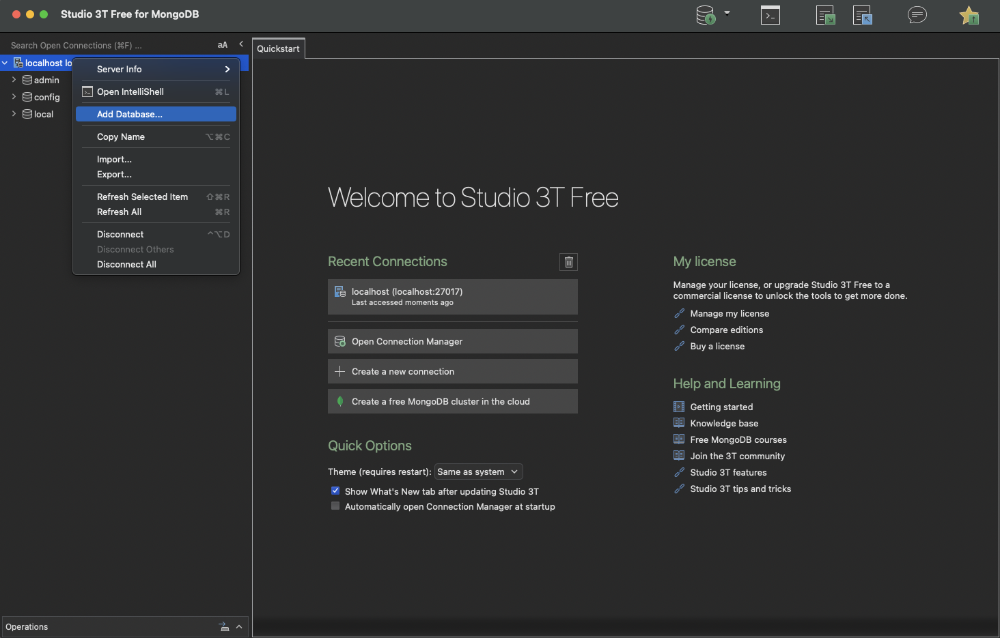 Studio 3T Free for MongoDB
Search Open Connections (⌘F) ...
aA
Quickstart
localhost lo
admin
config
local
Server Info
Open IntelliShell ⌘L
Add Database...
Copy Name ⌥⌘C
Import...
Export...
Refresh Selected Item ⇧⌘R
Refresh All ⌘R
Disconnect ^⌥D
Disconnect Others
Disconnect All
Welcome to Studio 3T Free
Recent Connections
localhost (localhost:27017)
Last accessed moments ago
Open Connection Manager
Create a new connection
Create a free MongoDB cluster in the cloud
Quick Options
Theme (requires restart): Same as system
Show What's New tab after updating Studio 3T
Automatically open Connection Manager at startup
My license
Manage your license, or upgrade Studio 3T Free to a
commercial license to unlock the tools to get more done.
Manage my license
Compare editions
Buy a license
Help and Learning
Getting started
Knowledge base
Free MongoDB courses
Join the 3T community
Studio 3T features
Studio 3T tips and tricks
Operations